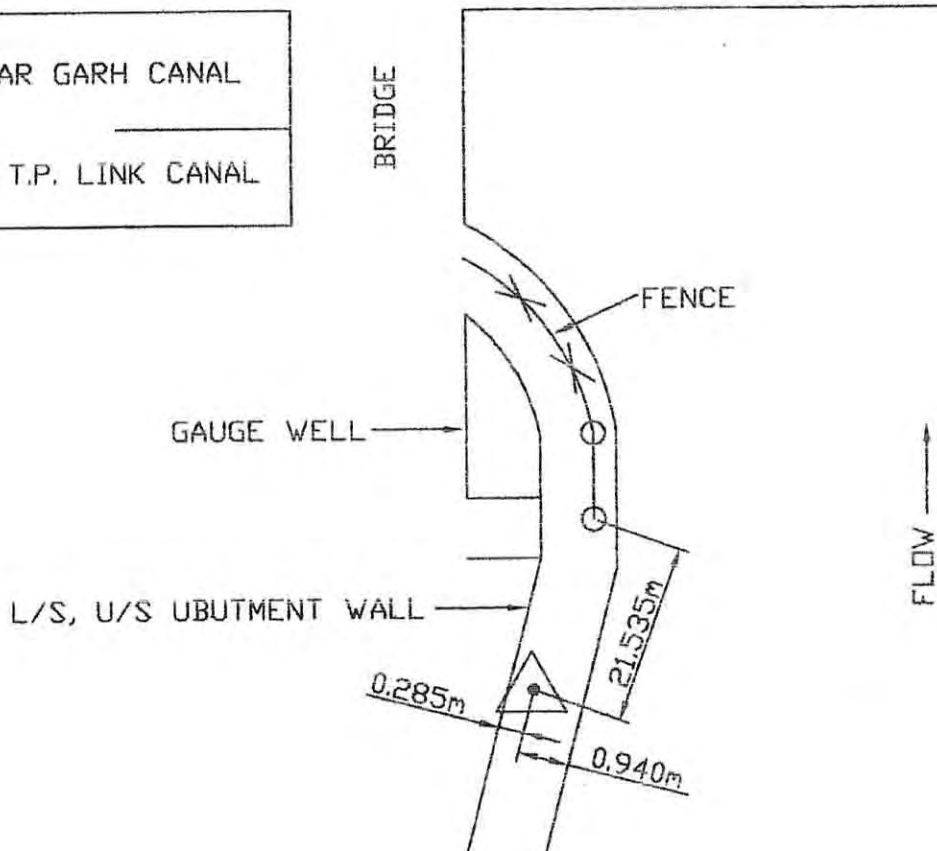 AR GARH CANAL
T.P. LINK CANAL
BRIDGE
FENCE
GAUGE WELL
FLOW
L/S, U/S UBUTMENT WALL
21.535m
0.285m
0.940m